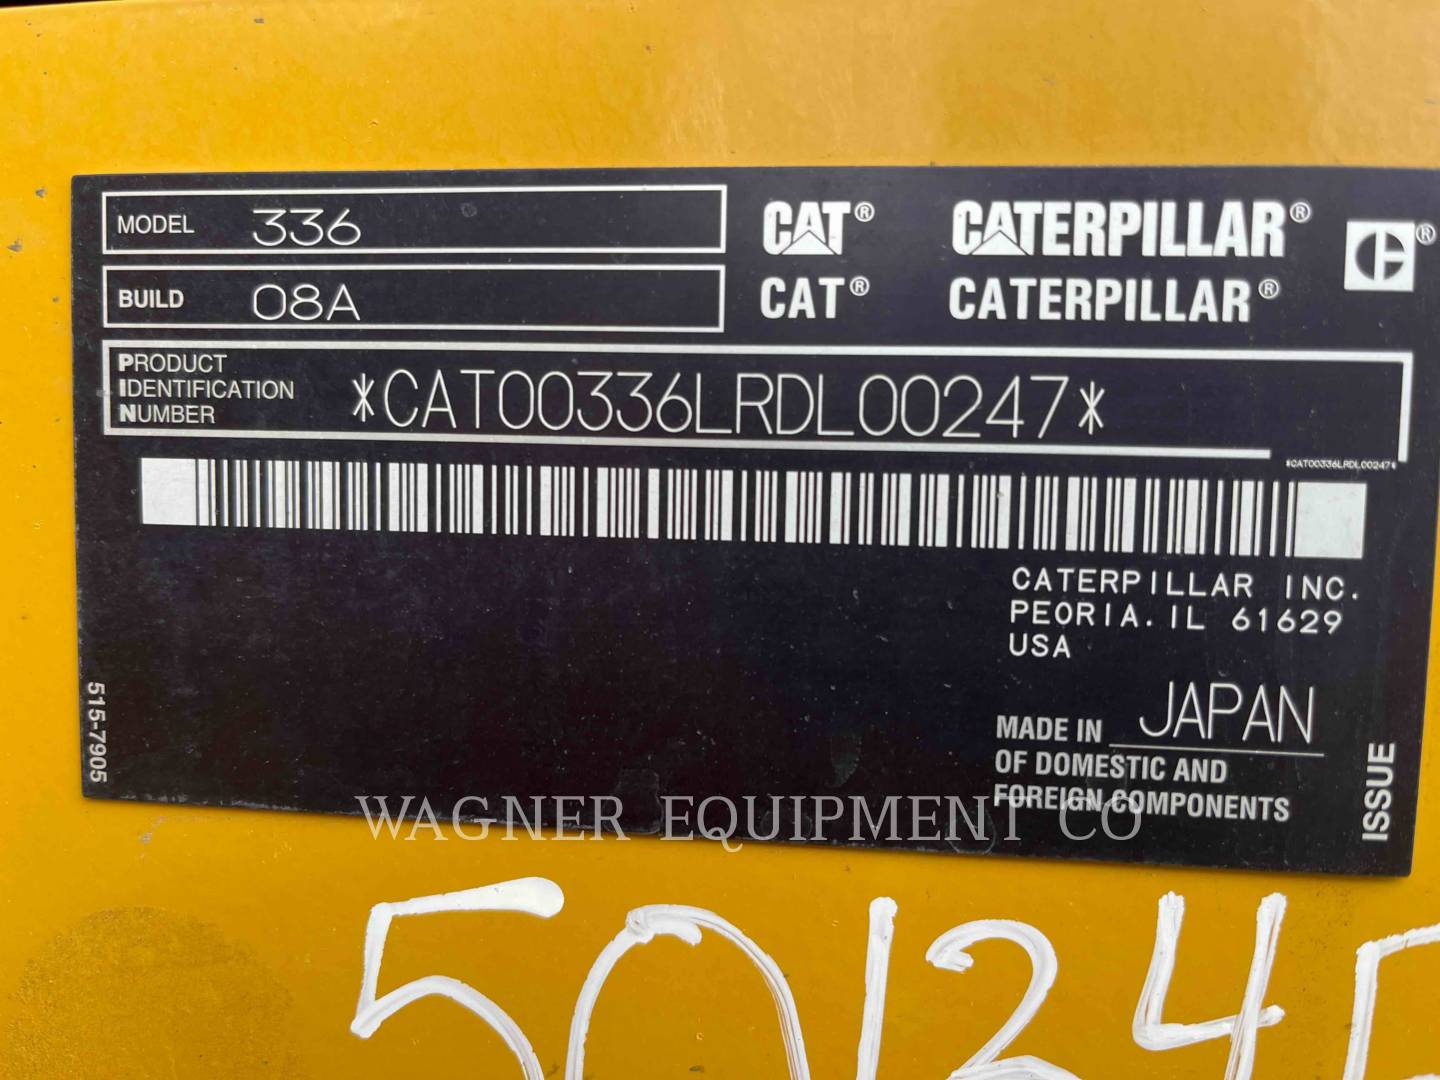 MODEL 336
BUILD 08A
CAT® CATERPILLAR® ®
CAT® CATERPILLAR®
PRODUCT
IDENTIFICATION
NUMBER
*CAT00336LRDL00247*
*CAT00336LRDL00247*
CATERPILLAR INC.
PEORIA. IL 61629
USA
MADE IN JAPAN
OF DOMESTIC AND
FOREIGN COMPONENTS
515-7905
ISSUE
WAGNER EQUIPMENT CO
50124